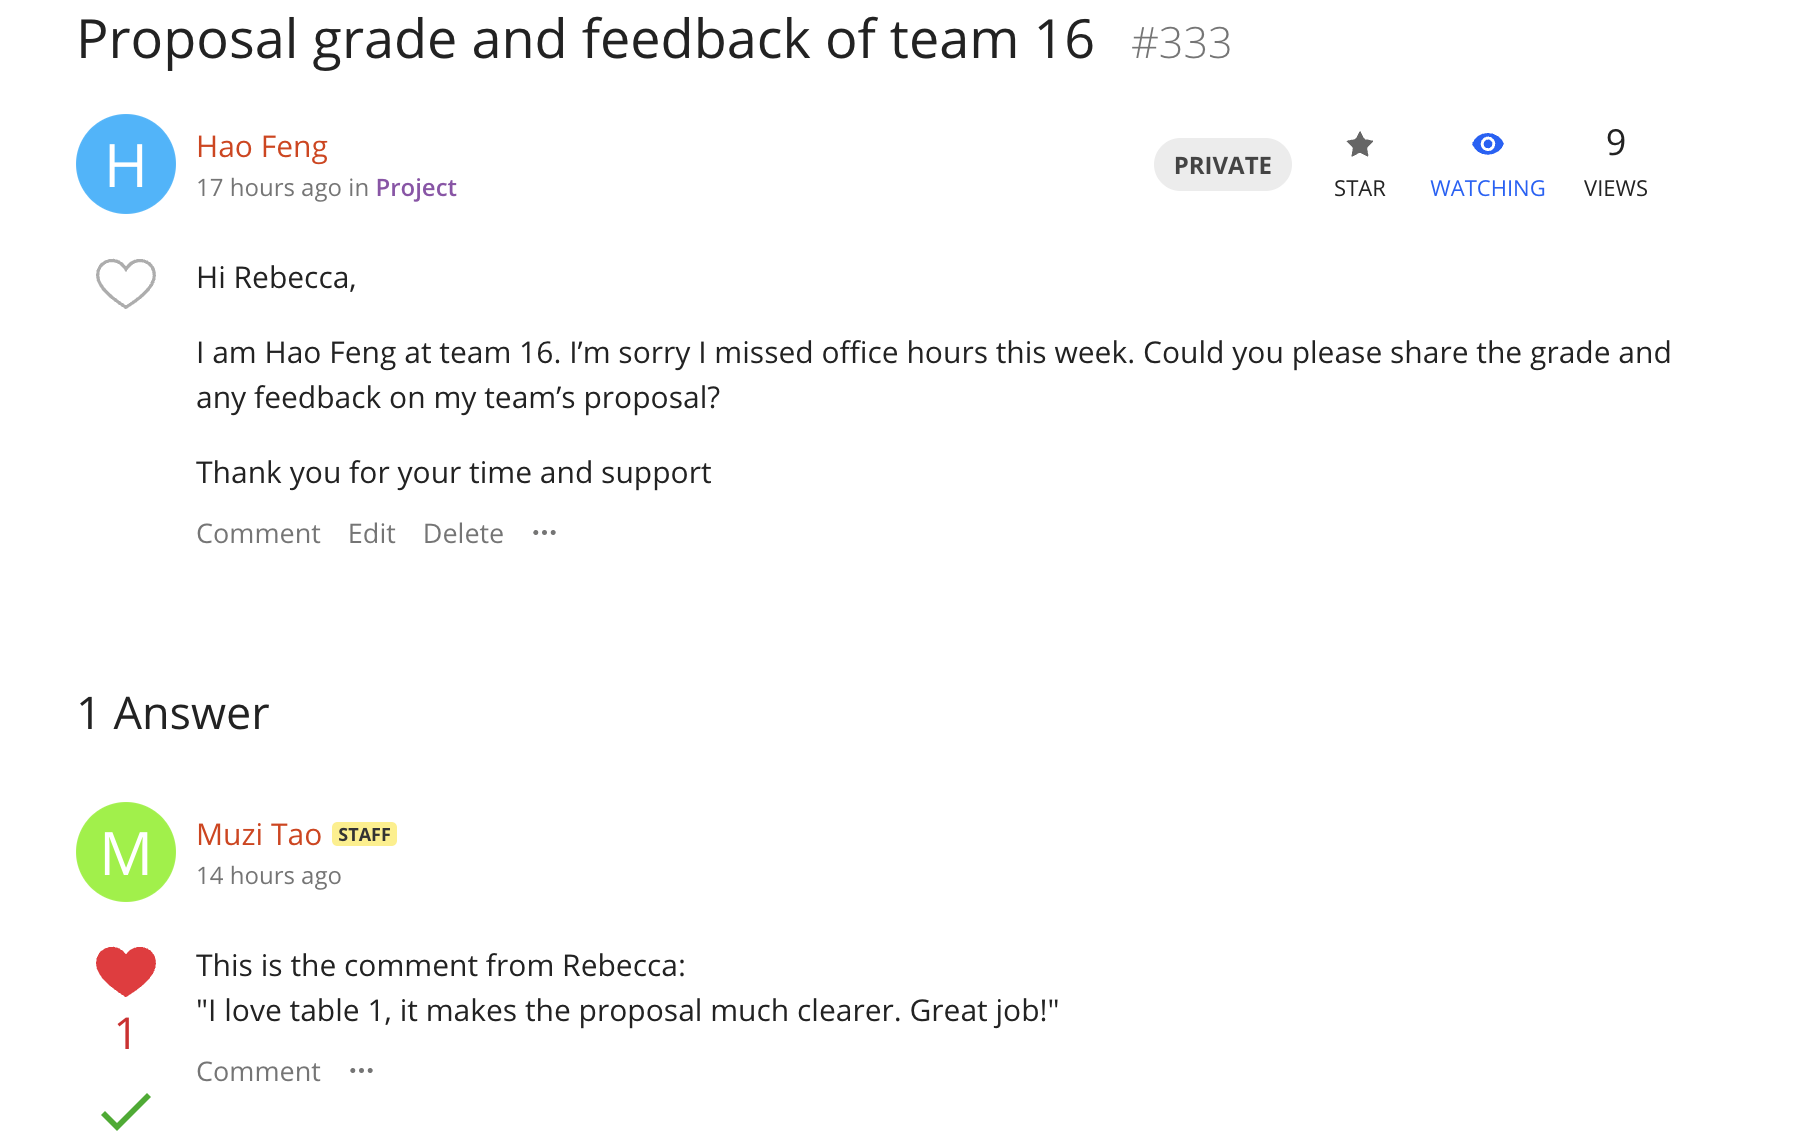 Proposal grade and feedback of team 16 #333
H
Hao Feng
17 hours ago in Project
PRIVATE
STAR
WATCHING
9
VIEWS
Hi Rebecca,
I am Hao Feng at team 16. I’m sorry I missed office hours this week. Could you please share the grade and
any feedback on my team’s proposal?
Thank you for your time and support
Comment Edit Delete ···
1 Answer
M
Muzi Tao STAFF
14 hours ago
This is the comment from Rebecca:
"I love table 1, it makes the proposal much clearer. Great job!"
1
Comment ···